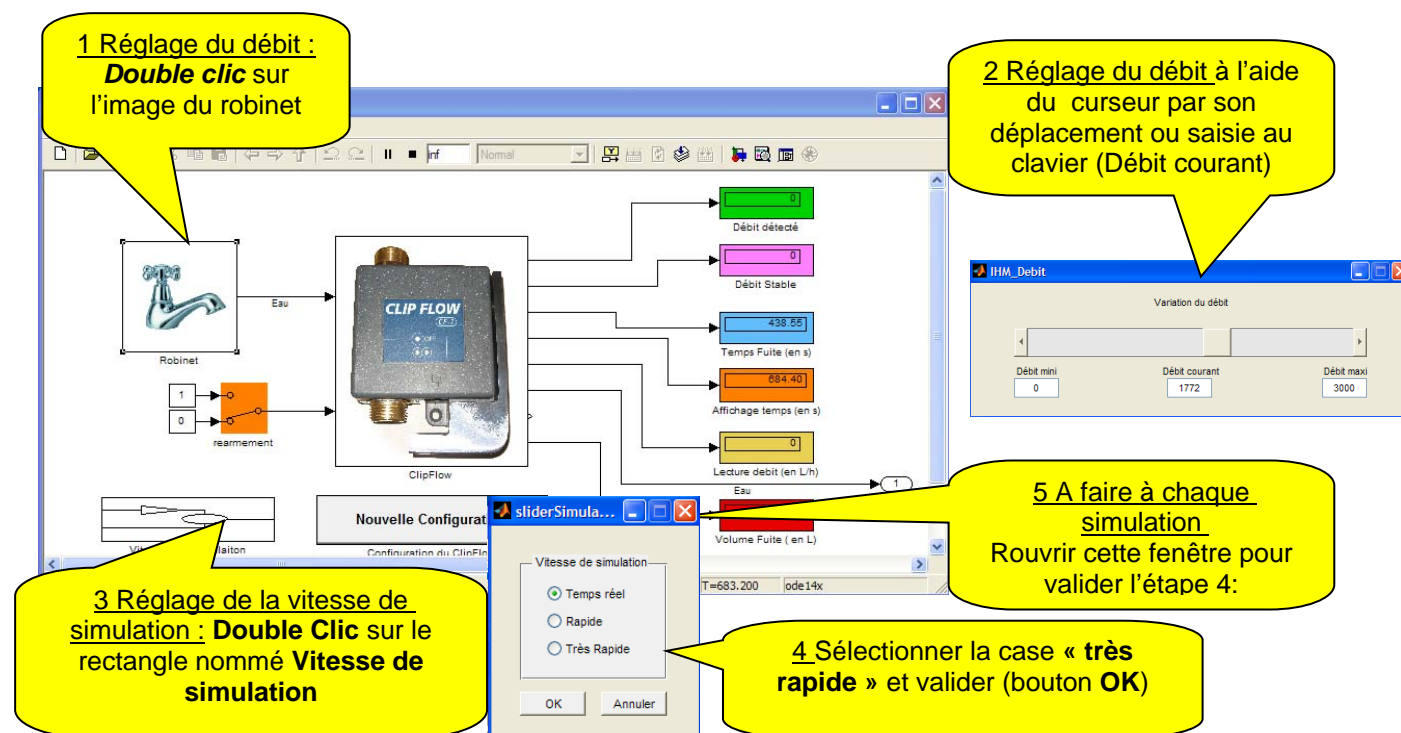 1 Réglage du débit :
Double clic sur
l'image du robinet
2 Réglage du débit à l'aide
du curseur par son
déplacement ou saisie au
clavier (Débit courant)
inf
Normal
0
Débit détecté
0
Débit Stable
438.55
Temps Fuite (en s)
684.40
Affichage temps (en s)
0
Lecture debit (en L/h)
Eau
1
Volume Fuite ( en L)
Robinet
Eau
CLIP FLOW
OFF
ClipFlow
1
0
rearmement
Nouvelle Configurat
Configuration du ClipFlo
T=683.200
ode14x
IHM_Debit
Variation du débit
Débit mini
Débit courant
Débit maxi
0
1772
3000
3 Réglage de la vitesse de
simulation : Double Clic sur le
rectangle nommé Vitesse de
simulation
sliderSimula...
Vitesse de simulation
Temps réel
Rapide
Très Rapide
OK
Annuler
4 Sélectionner la case « très
rapide » et valider (bouton OK)
5 A faire à chaque
simulation
Rouvrir cette fenêtre pour
valider l'étape 4: